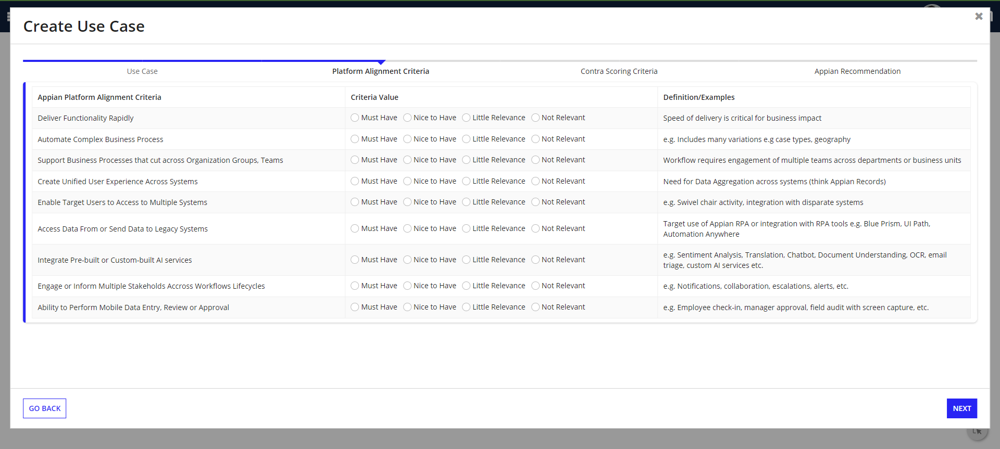 Create Use Case
Use Case
Platform Alignment Criteria
Contra Scoring Criteria
Appian Recommendation
Appian Platform Alignment Criteria
Criteria Value
Definition/Examples
Deliver Functionality Rapidly
Must Have Nice to Have Little Relevance Not Relevant
Speed of delivery is critical for business impact
Automate Complex Business Process
Must Have Nice to Have Little Relevance Not Relevant
e.g. Includes many variations e.g case types, geography
Support Business Processes that cut across Organization Groups, Teams
Must Have Nice to Have Little Relevance Not Relevant
Workflow requires engagement of multiple teams across departments or business units
Create Unified User Experience Across Systems
Must Have Nice to Have Little Relevance Not Relevant
Need for Data Aggregation across systems (think Appian Records)
Enable Target Users to Access to Multiple Systems
Must Have Nice to Have Little Relevance Not Relevant
e.g. Swivel chair activity, integration with disparate systems
Access Data From or Send Data to Legacy Systems
Must Have Nice to Have Little Relevance Not Relevant
Target use of Appian RPA or integration with RPA tools e.g. Blue Prism, UI Path,
Automation Anywhere
Integrate Pre-built or Custom-built AI services
Must Have Nice to Have Little Relevance Not Relevant
e.g. Sentiment Analysis, Translation, Chatbot, Document Understanding, OCR, email
triage, custom AI services etc.
Engage or Inform Multiple Stakeholds Accross Workflows Lifecycles
Must Have Nice to Have Little Relevance Not Relevant
e.g. Notifications, collaboration, escalations, alerts, etc.
Ability to Perform Mobile Data Entry, Review or Approval
Must Have Nice to Have Little Relevance Not Relevant
e.g. Employee check-in, manager approval, field audit with screen capture, etc.
GO BACK
NEXT